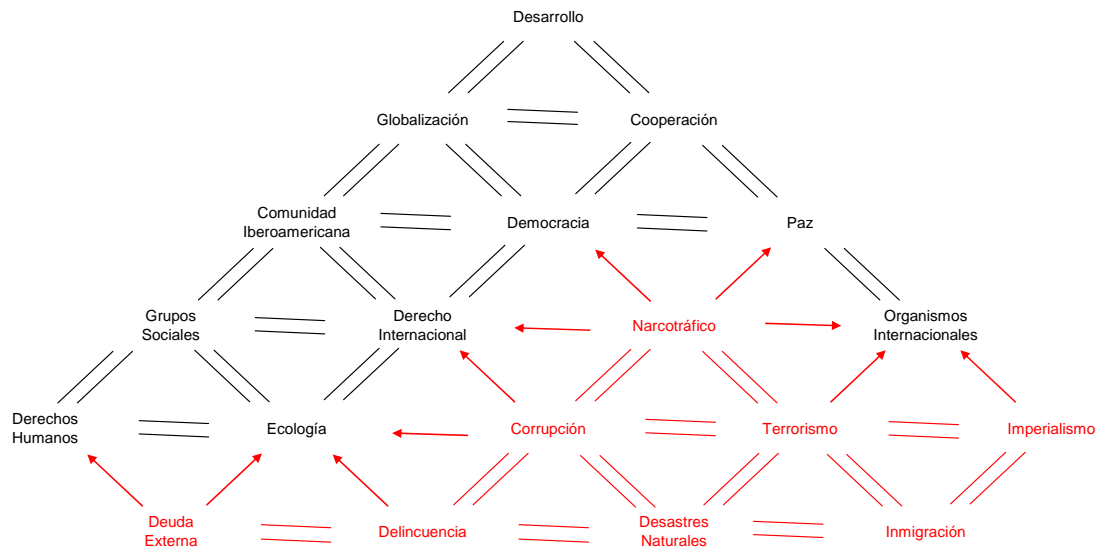 Desarrollo
Globalización
Cooperación
Comunidad
Iberoamericana
Democracia
Paz
Grupos
Sociales
Derecho
Internacional
Narcotráfico
Organismos
Internacionales
Derechos
Humanos
Ecología
Corrupción
Terrorismo
Imperialismo
Deuda
Externa
Delincuencia
Desastres
Naturales
Inmigración